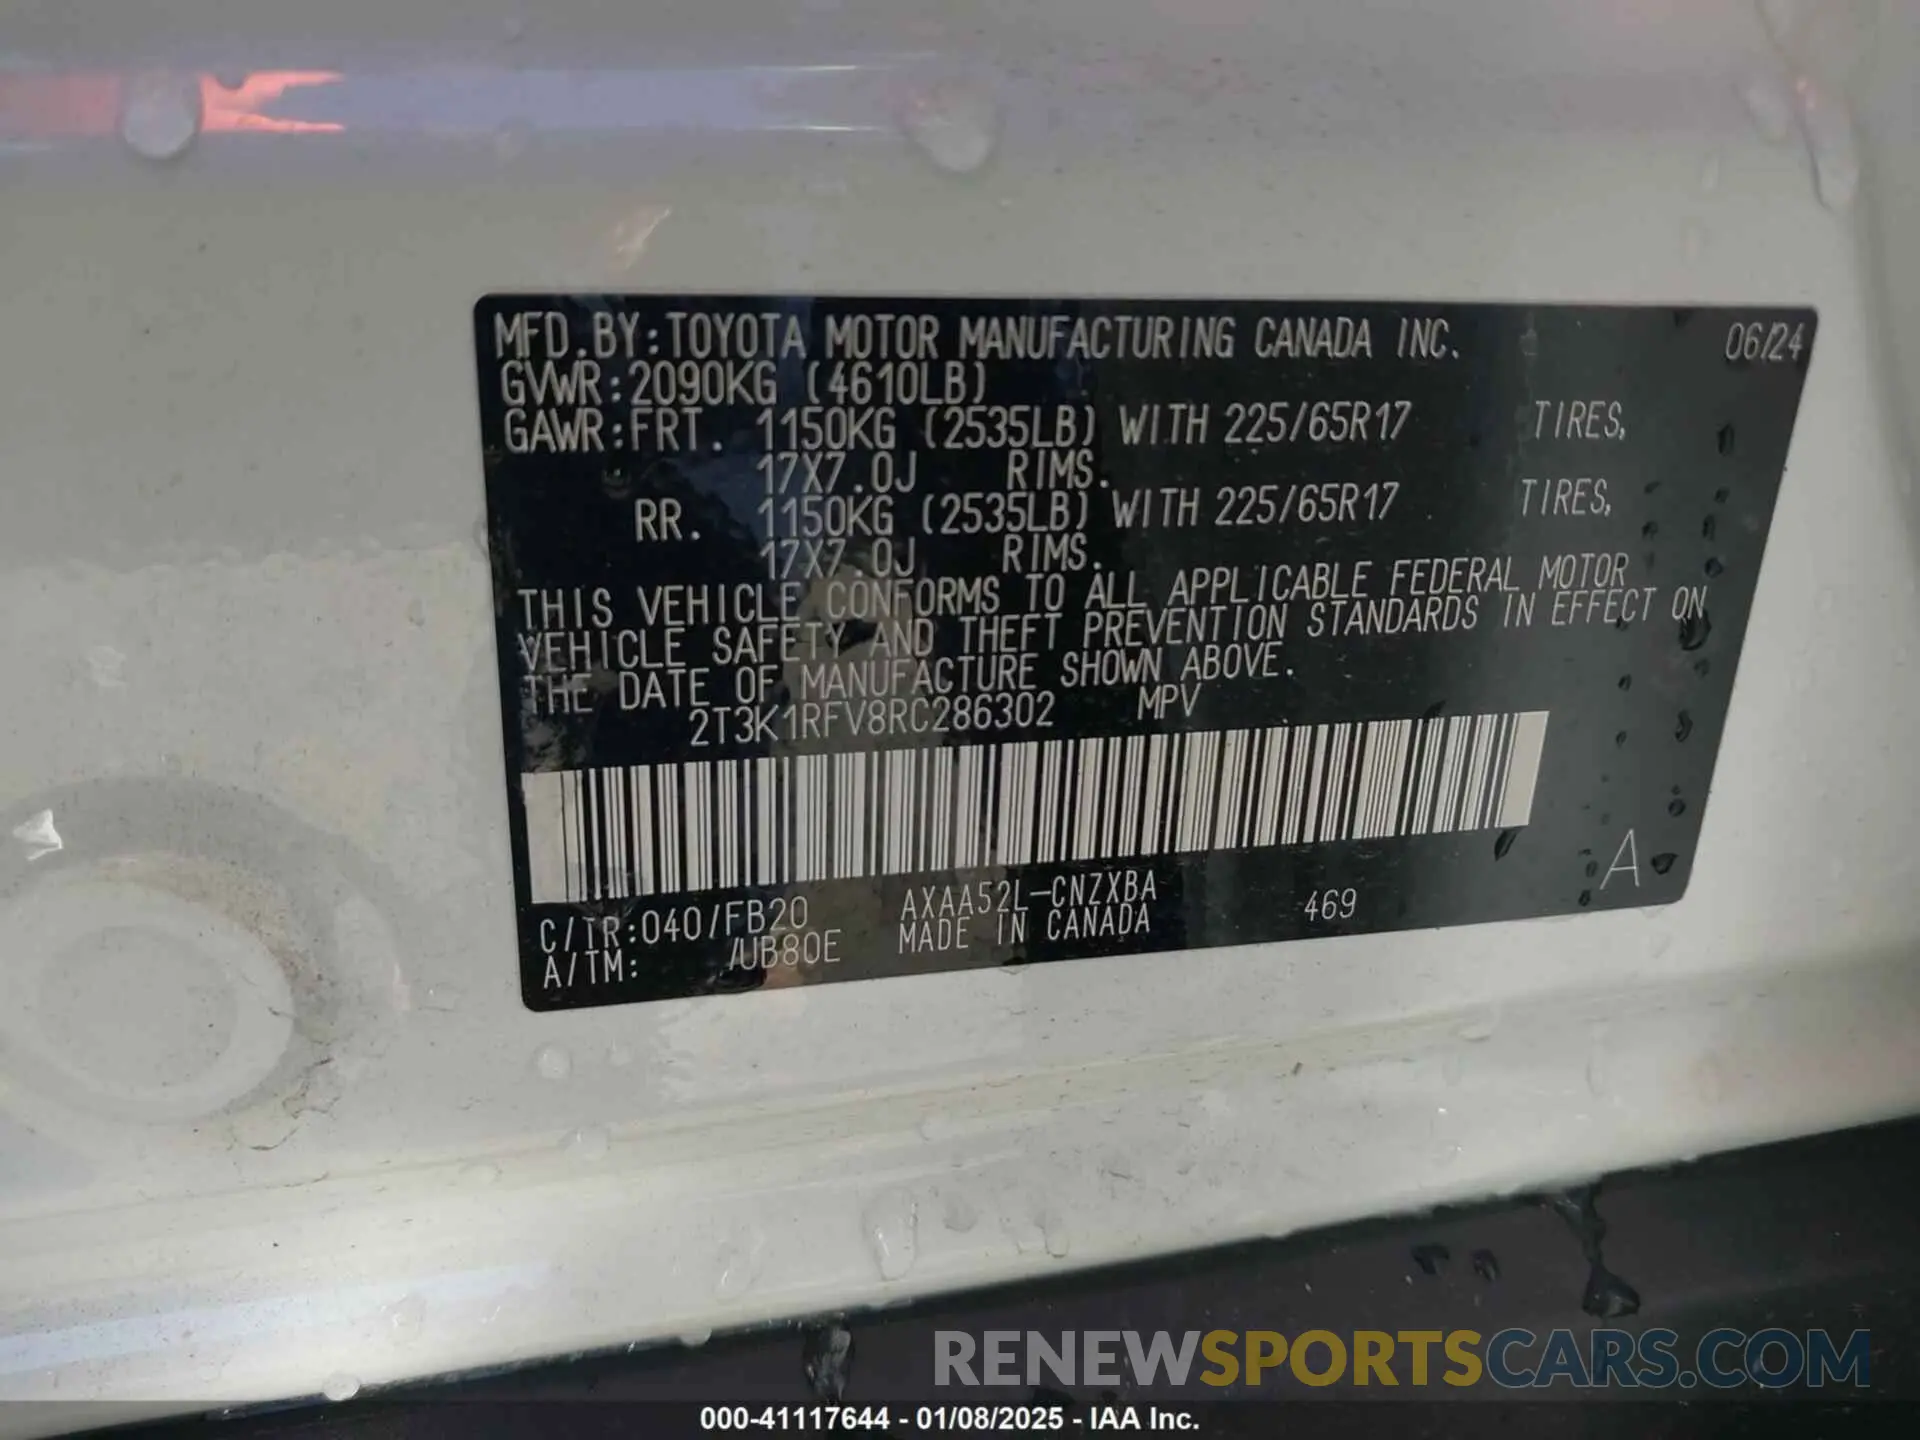 MFD.BY:TOYOTA MOTOR MANUFACTURING CANADA INC. 06/24
GVWR:2090KG (4610LB)
GAWR:FRT. 1150KG (2535LB) WITH 225/65R17 TIRES,
17X7.0J RIMS.
RR. 1150KG (2535LB) WITH 225/65R17 TIRES,
17X7.0J RIMS.
THIS VEHICLE CONFORMS TO ALL APPLICABLE FEDERAL MOTOR
VEHICLE SAFETY AND THEFT PREVENTION STANDARDS IN EFFECT ON
THE DATE OF MANUFACTURE SHOWN ABOVE.
2T3K1RFV8RC286302 MPV
A
C/TR:040/FB20 AXAA52L-CNZXBA 469
A/TM: /UB80E MADE IN CANADA
RENEWSPORTSCARS.COM
000-41117644 - 01/08/2025 - IAA Inc.